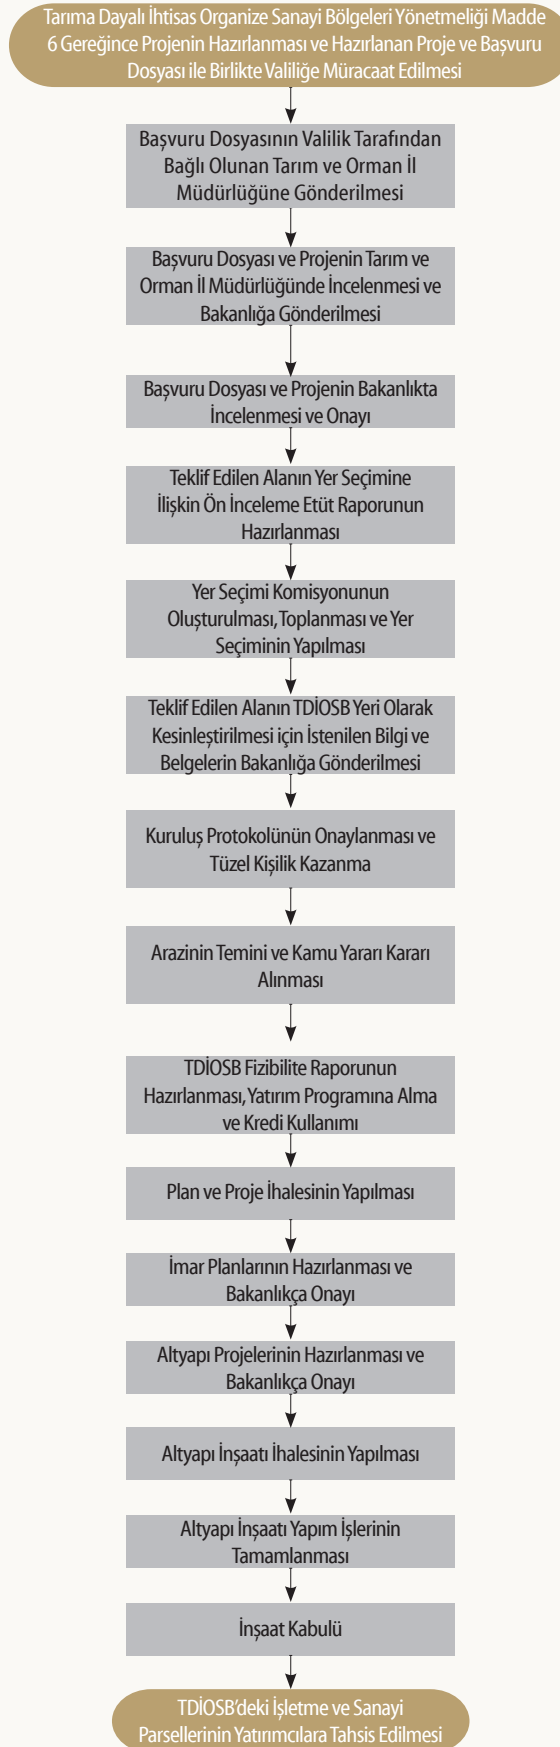 Tarıma Dayalı İhtisas Organize Sanayi Bölgeleri Yönetmeliği Madde
6 Gereğince Projenin Hazırlanması ve Hazırlanan Proje ve Başvuru
Dosyası ile Birlikte Valiliğe Müracaat Edilmesi
Başvuru Dosyasının Valilik Tarafından
Bağlı Olunan Tarım ve Orman İl
Müdürlüğüne Gönderilmesi
Başvuru Dosyası ve Projenin Tarım ve
Orman İl Müdürlüğünde İncelenmesi ve
Bakanlığa Gönderilmesi
Başvuru Dosyası ve Projenin Bakanlıkta
İncelenmesi ve Onayı
Teklif Edilen Alanın Yer Seçimine
İlişkin Ön İnceleme Etüt Raporunun
Hazırlanması
Yer Seçimi Komisyonunun
Oluşturulması, Toplanması ve Yer
Seçiminin Yapılması
Teklif Edilen Alanın TDİOSB Yeri Olarak
Kesinleştirilmesi için İstenilen Bilgi ve
Belgelerin Bakanlığa Gönderilmesi
Kuruluş Protokolünün Onaylanması ve
Tüzel Kişilik Kazanma
Arazinin Temini ve Kamu Yararı Kararı
Alınması
TDİOSB Fizibilite Raporunun
Hazırlanması, Yatırım Programına Alma
ve Kredi Kullanımı
Plan ve Proje İhalesinin Yapılması
İmar Planlarının Hazırlanması ve
Bakanlıkça Onayı
Altyapı Projelerinin Hazırlanması ve
Bakanlıkça Onayı
Altyapı İnşaatı İhalesinin Yapılması
Altyapı İnşaatı Yapım İşlerinin
Tamamlanması
İnşaat Kabulü
TDİOSB'deki İşletme ve Sanayi
Parsellerinin Yatırımcılara Tahsis Edilmesi